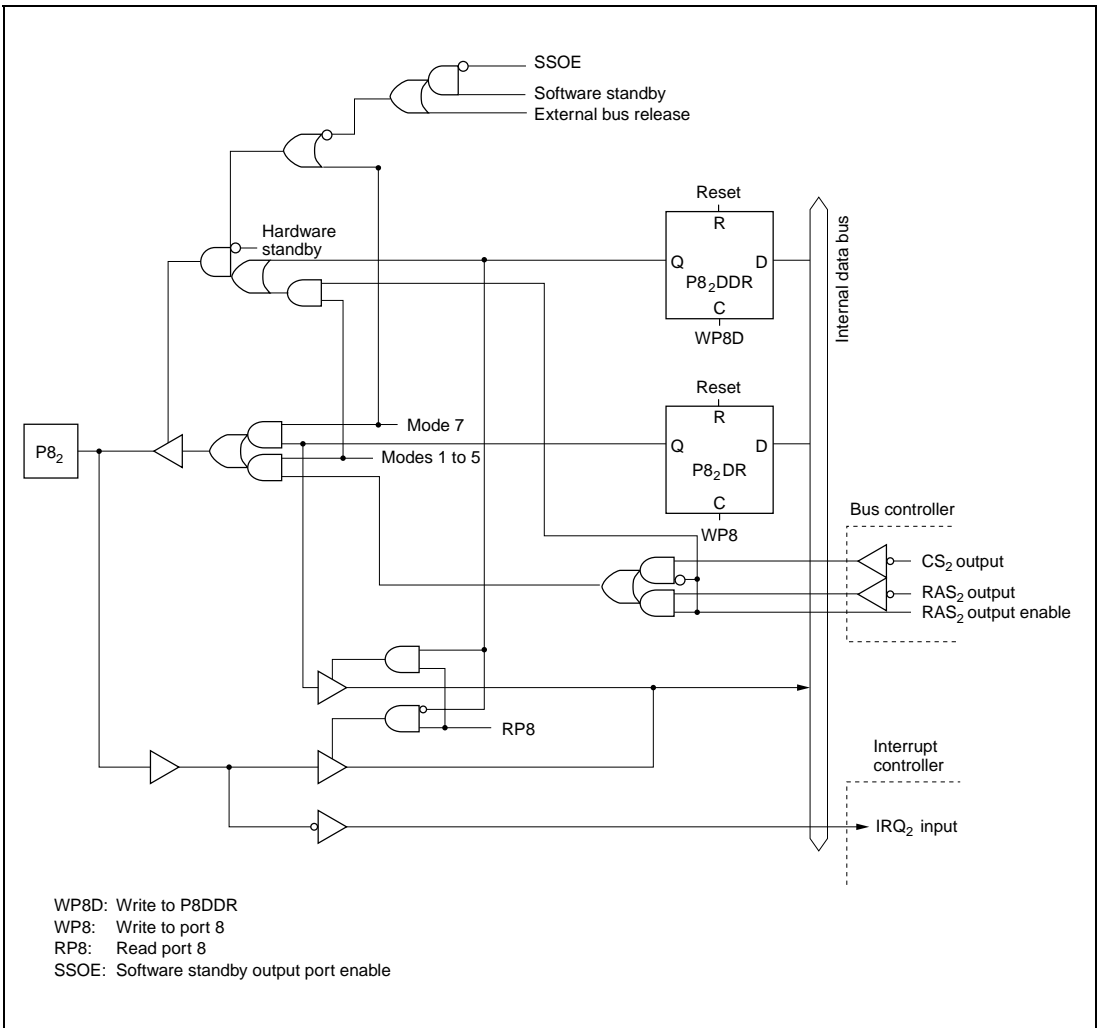 SSOE
Software standby
External bus release
Reset
R
Hardware
standby
Q
D
P8₂DDR
C
WP8D
Internal data bus
Reset
R
Mode 7
Q
D
P8₂
Modes 1 to 5
P8₂DR
C
WP8
Bus controller
CS₂ output
RAS₂ output
RAS₂ output enable
RP8
Interrupt
controller
IRQ₂ input
WP8D: Write to P8DDR
WP8: Write to port 8
RP8: Read port 8
SSOE: Software standby output port enable